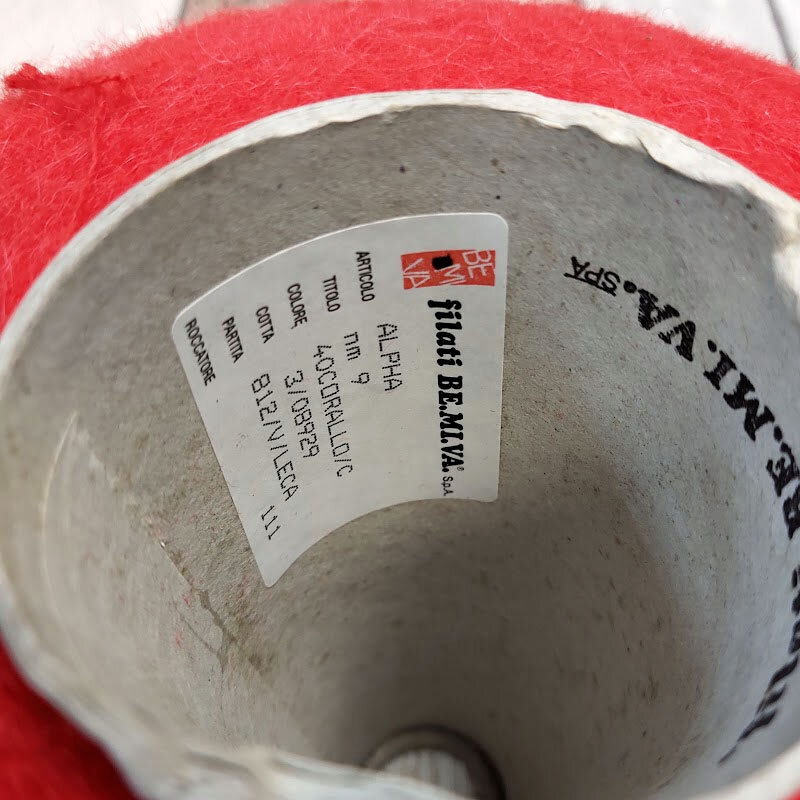 BE
MI
VA
filati BE.MI.VA.® S.p.A.
ARTICOLO ALPHA
TITOLO nm 9
COLORE 40CORALLO/C
COTTA 3/08929
PARTITA 812/V/LECA 111
ROCCATORE
BE.MI.VA.SPA